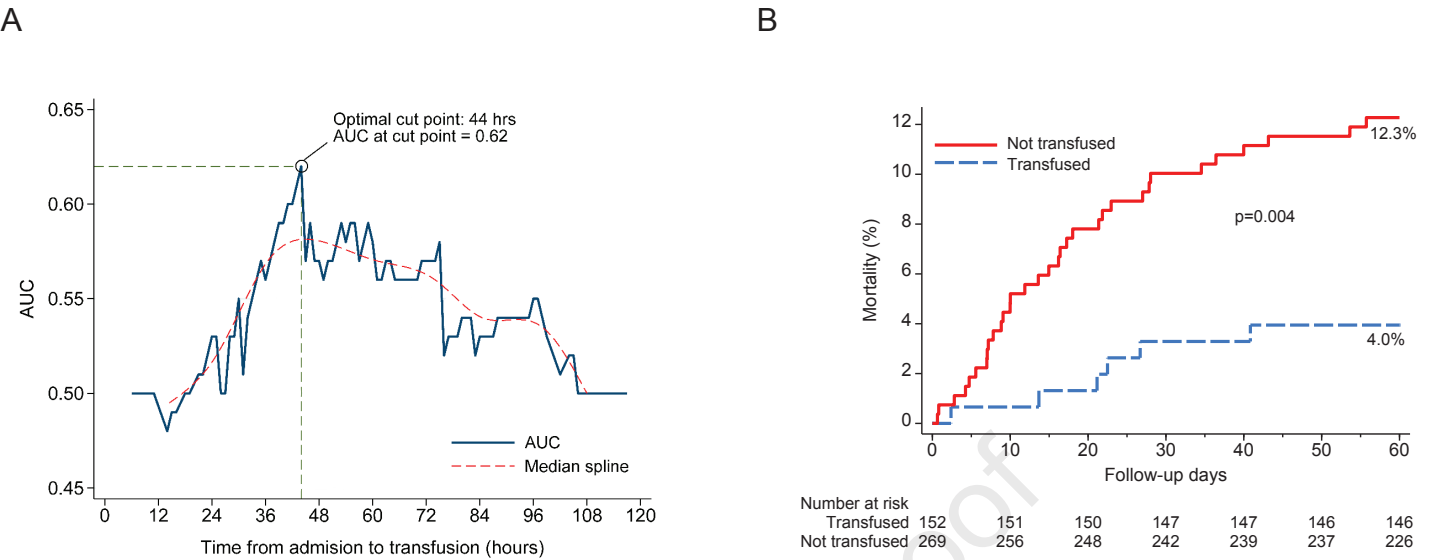 A
0.65
0.60
0.55
0.50
0.45
AUC
Optimal cut point: 44 hrs
AUC at cut point = 0.62
AUC
Median spline
0 12 24 36 48 60 72 84 96 108 120
Time from admision to transfusion (hours)
B
12
10
8
6
4
2
0
Mortality (%)
Not transfused
Transfused
12.3%
p=0.004
4.0%
0 10 20 30 40 50 60
Follow-up days
Number at risk
Transfused 152 151 150 147 147 146 146
Not transfused 269 256 248 242 239 237 226
oof